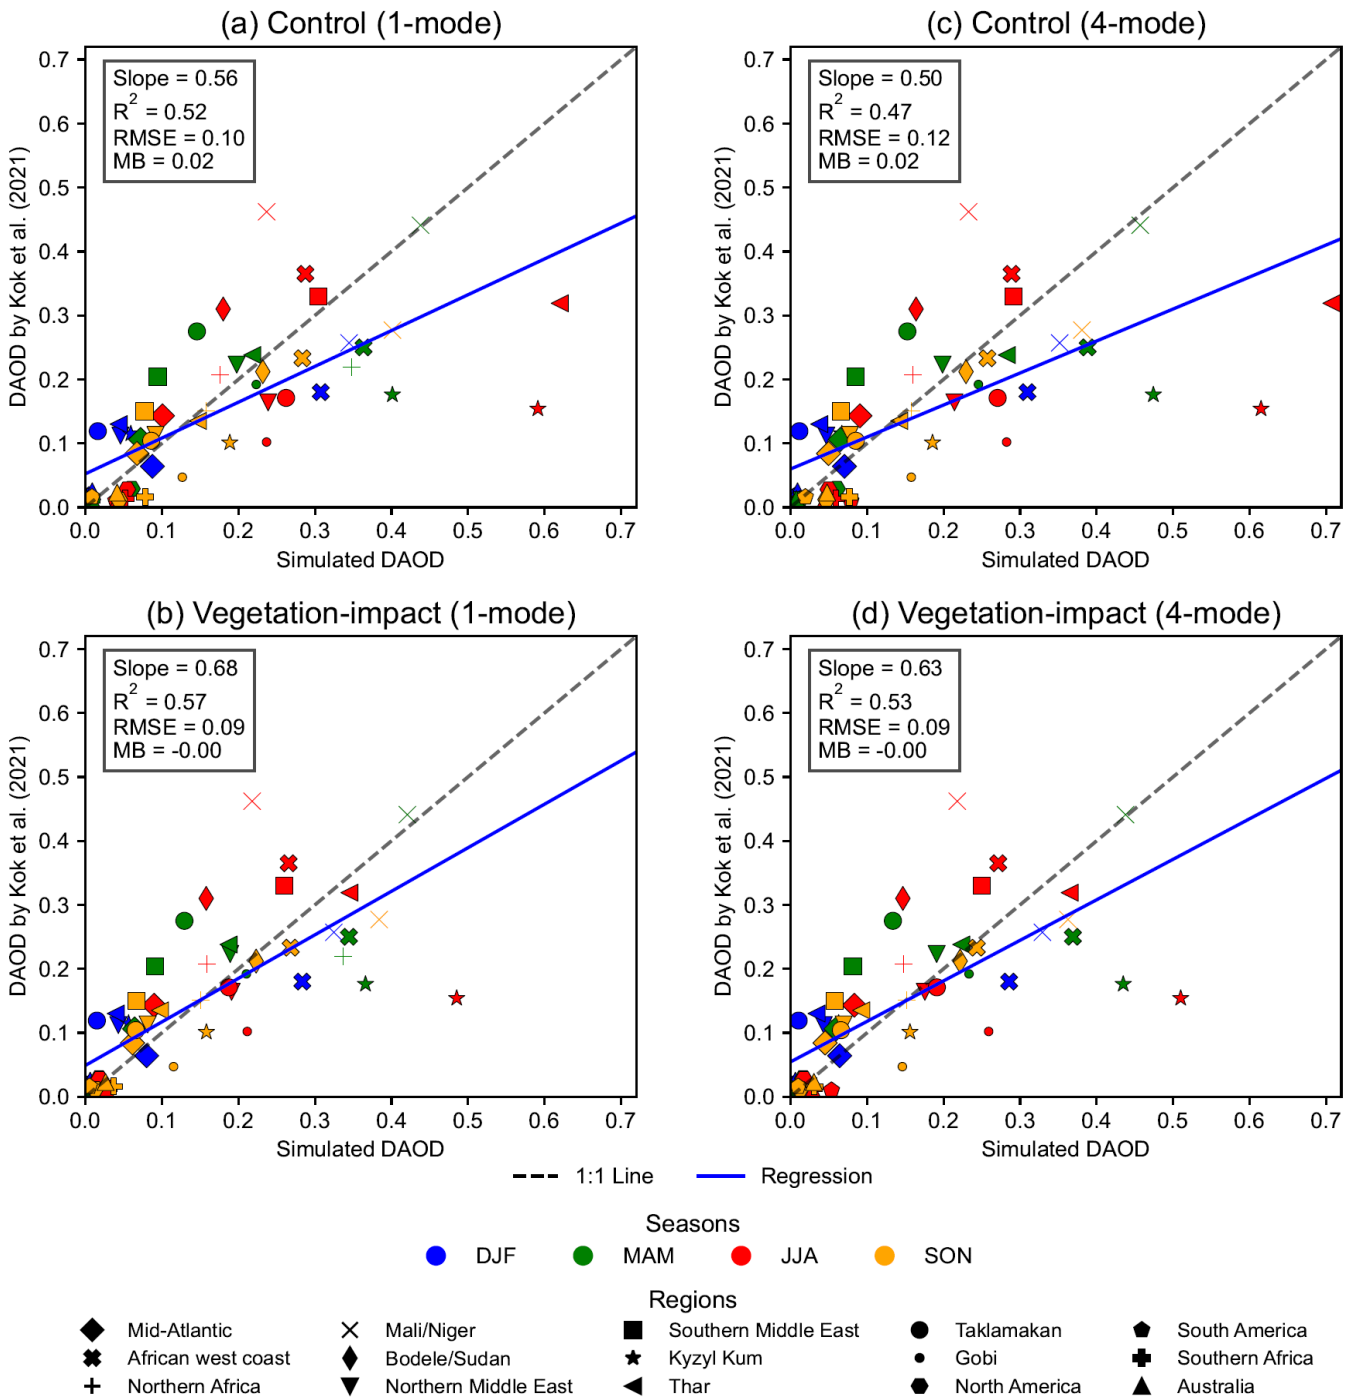 (a) Control (1-mode)
Slope = 0.56
R² = 0.52
RMSE = 0.10
MB = 0.02
0.7
0.6
0.5
0.4
0.3
0.2
0.1
0.0
DAOD by Kok et al. (2021)
0.0 0.1 0.2 0.3 0.4 0.5 0.6 0.7
Simulated DAOD
(c) Control (4-mode)
Slope = 0.50
R² = 0.47
RMSE = 0.12
MB = 0.02
0.7
0.6
0.5
0.4
0.3
0.2
0.1
0.0
DAOD by Kok et al. (2021)
0.0 0.1 0.2 0.3 0.4 0.5 0.6 0.7
Simulated DAOD
(b) Vegetation-impact (1-mode)
Slope = 0.68
R² = 0.57
RMSE = 0.09
MB = -0.00
0.7
0.6
0.5
0.4
0.3
0.2
0.1
0.0
DAOD by Kok et al. (2021)
0.0 0.1 0.2 0.3 0.4 0.5 0.6 0.7
Simulated DAOD
(d) Vegetation-impact (4-mode)
Slope = 0.63
R² = 0.53
RMSE = 0.09
MB = -0.00
0.7
0.6
0.5
0.4
0.3
0.2
0.1
0.0
DAOD by Kok et al. (2021)
0.0 0.1 0.2 0.3 0.4 0.5 0.6 0.7
Simulated DAOD
1:1 Line Regression
Seasons
DJF MAM JJA SON
Regions
Mid-Atlantic Mali/Niger Southern Middle East Taklamakan South America
African west coast Bodele/Sudan Kyzyl Kum Gobi Southern Africa
Northern Africa Northern Middle East Thar North America Australia